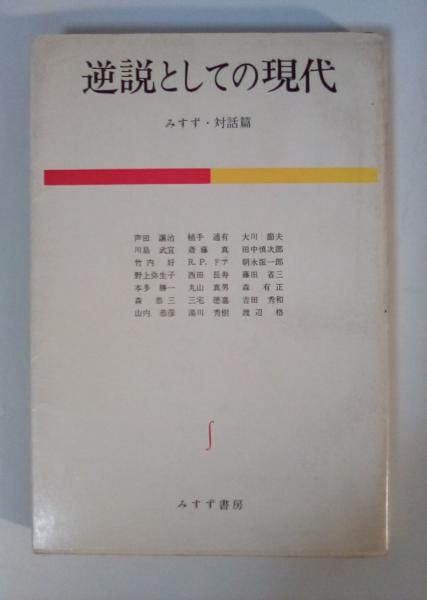 逆説としての現代
みすず・対話篇
芦田 讓治 植手 通有 大川 節夫
川島 武宜 斎藤 真 田中慎次郎
竹内 好 R.P.ドア 朝永振一郎
野上弥生子 西田 長寿 藤田 省三
本多 勝一 丸山 真男 森 有正
森 恭三 三宅 徳嘉 吉田 秀和
山内 恭彦 湯川 秀樹 渡辺 格
みすず書房